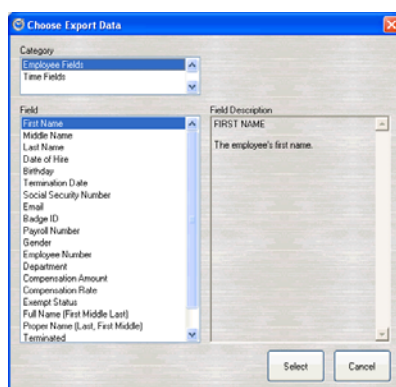 Choose Export Data
Category
Employee Fields
Time Fields
Field
First Name
Middle Name
Last Name
Date of Hire
Birthday
Termination Date
Social Security Number
Email
Badge ID
Payroll Number
Gender
Employee Number
Department
Compensation Amount
Compensation Rate
Exempt Status
Full Name (First Middle Last)
Proper Name (Last, First Middle)
Terminated
Field Description
FIRST NAME
The employee's first name.
Select
Cancel